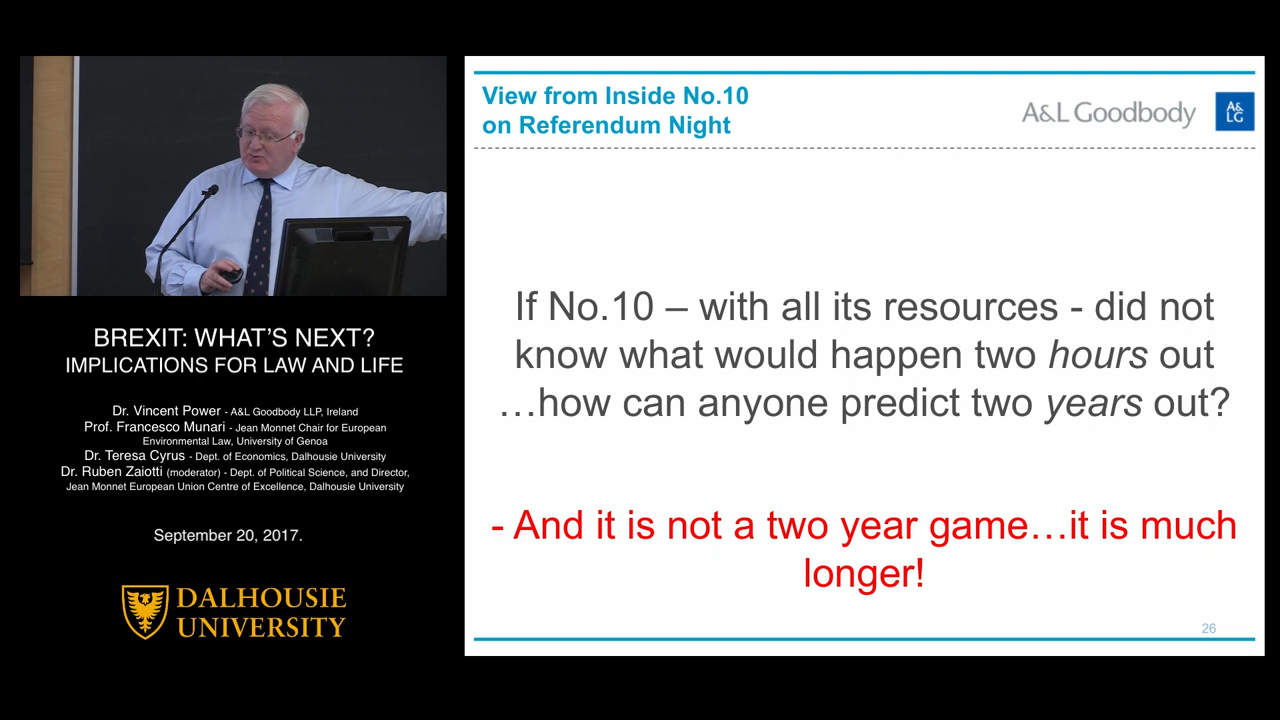 BREXIT: WHAT'S NEXT?
IMPLICATIONS FOR LAW AND LIFE
Dr. Vincent Power - A&L Goodbody LLP, Ireland
Prof. Francesco Munari - Jean Monnet Chair for European
Environmental Law, University of Genoa
Dr. Teresa Cyrus - Dept. of Economics, Dalhousie University
Dr. Ruben Zaiotti (moderator) - Dept. of Political Science, and Director,
Jean Monnet European Union Centre of Excellence, Dalhousie University
September 20, 2017.
DALHOUSIE
UNIVERSITY
View from Inside No.10
on Referendum Night
A&L Goodbody
A&
LG
If No.10 – with all its resources - did not
know what would happen two hours out
…how can anyone predict two years out?
- And it is not a two year game…it is much
longer!
26